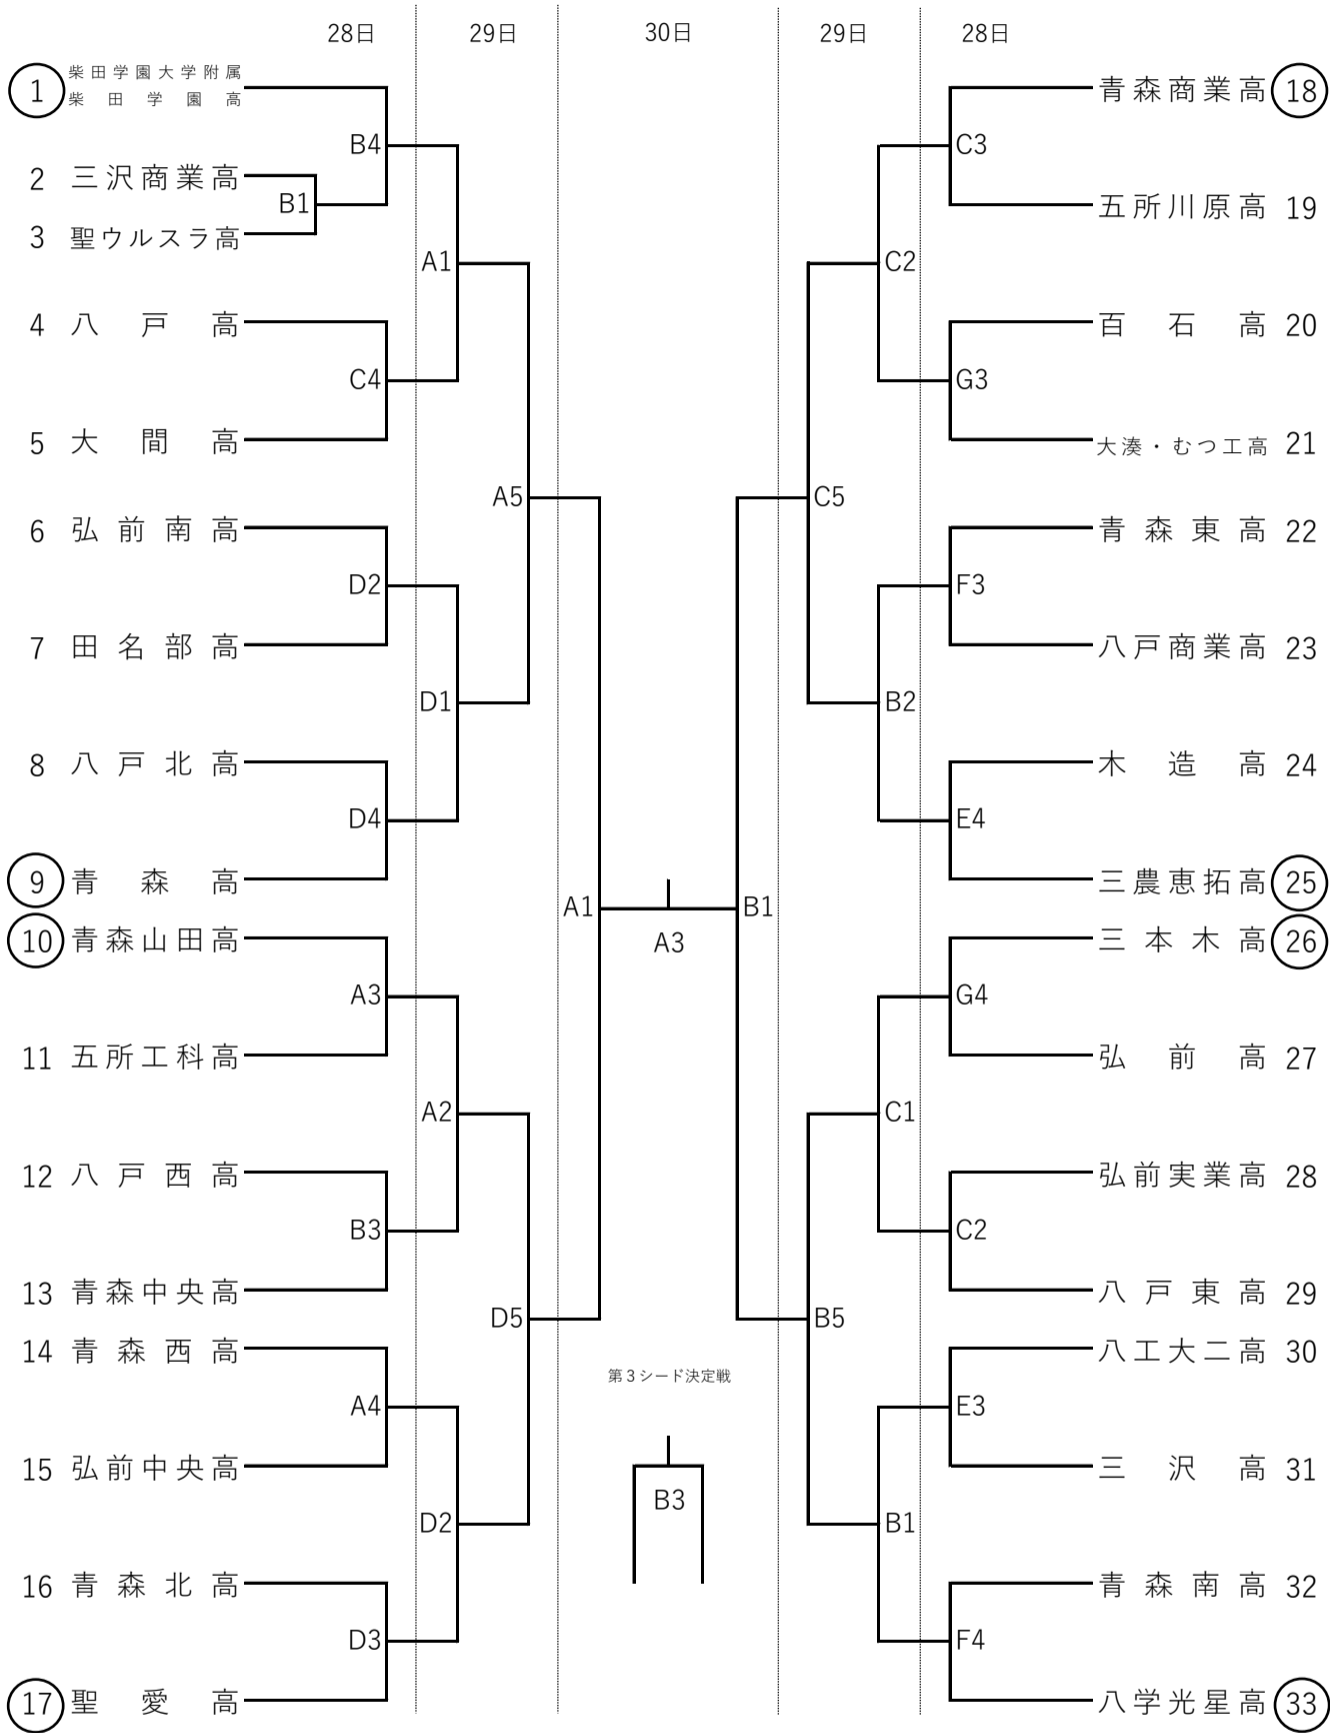 28日 29日 30日 29日 28日
1 柴田学園大学附属
柴田学園高
B4
2 三沢商業高
B1
3 聖ウルスラ高
A1
4 八戸高
C4
5 大間高
A5
6 弘前南高
D2
7 田名部高
D1
8 八戸北高
D4
9 青森高
A1
10 青森山田高
A3
11 五所工科高
A2
12 八戸西高
B3
13 青森中央高
D5
14 青森西高
A4
15 弘前中央高
D2
16 青森北高
D3
17 聖愛高
A3
第3シード決定戦
B3
青森商業高 18
C3
五所川原高 19
C2
百石高 20
G3
大湊・むつ工高 21
C5
青森東高 22
F3
八戸商業高 23
B2
木造高 24
E4
三農恵拓高 25
B1
三本木高 26
G4
弘前高 27
C1
弘前実業高 28
C2
八戸東高 29
B5
八工大二高 30
E3
三沢高 31
B1
青森南高 32
F4
八学光星高 33